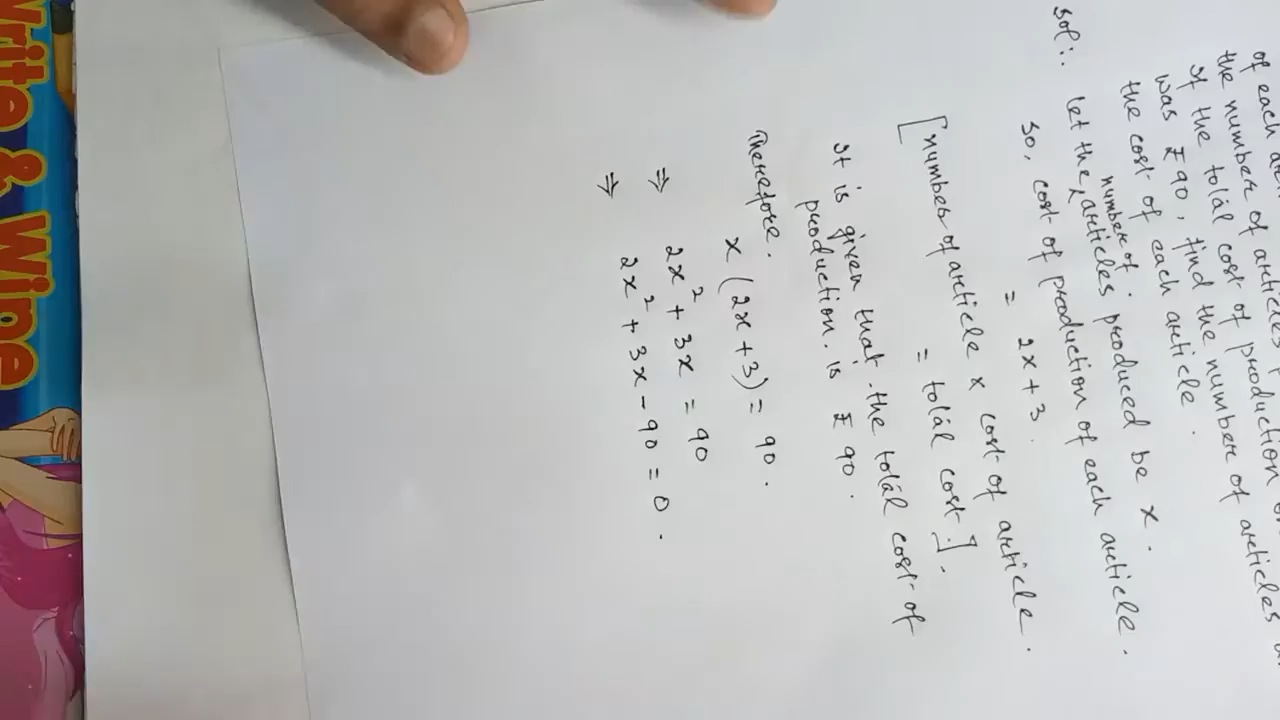 of each
the number of articles
of the total cost of production
was ₹ 90, find the number of articles
the cost of each article.
Sol:. Let the number of articles produced be x.
So, cost of production of each article
= 2x+3.
[number of article x cost of article.
= total cost].
It is given that the total cost of
production. is ₹ 90.
Therefore.
x (2x+3) = 90.
⇒ 2x² + 3x = 90
⇒ 2x² + 3x - 90 = 0.
Write & Wipe